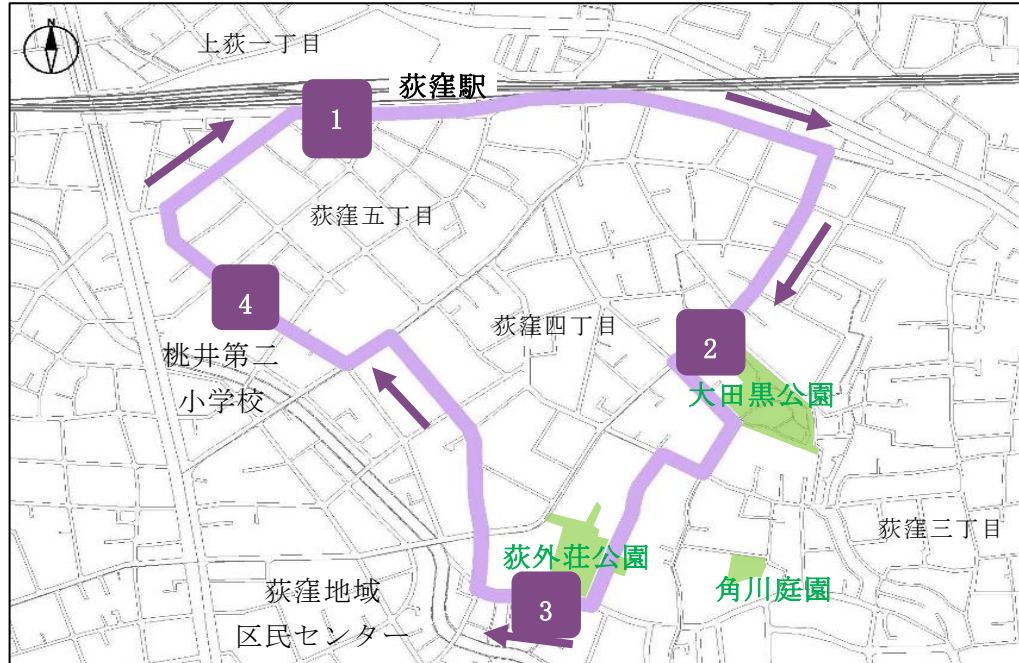 N
上荻一丁目
荻窪駅
1
荻窪五丁目
4
荻窪四丁目
2
桃井第二
小学校
大田黒公園
荻窪三丁目
荻外荘公園
角川庭園
荻窪地域
区民センター
3